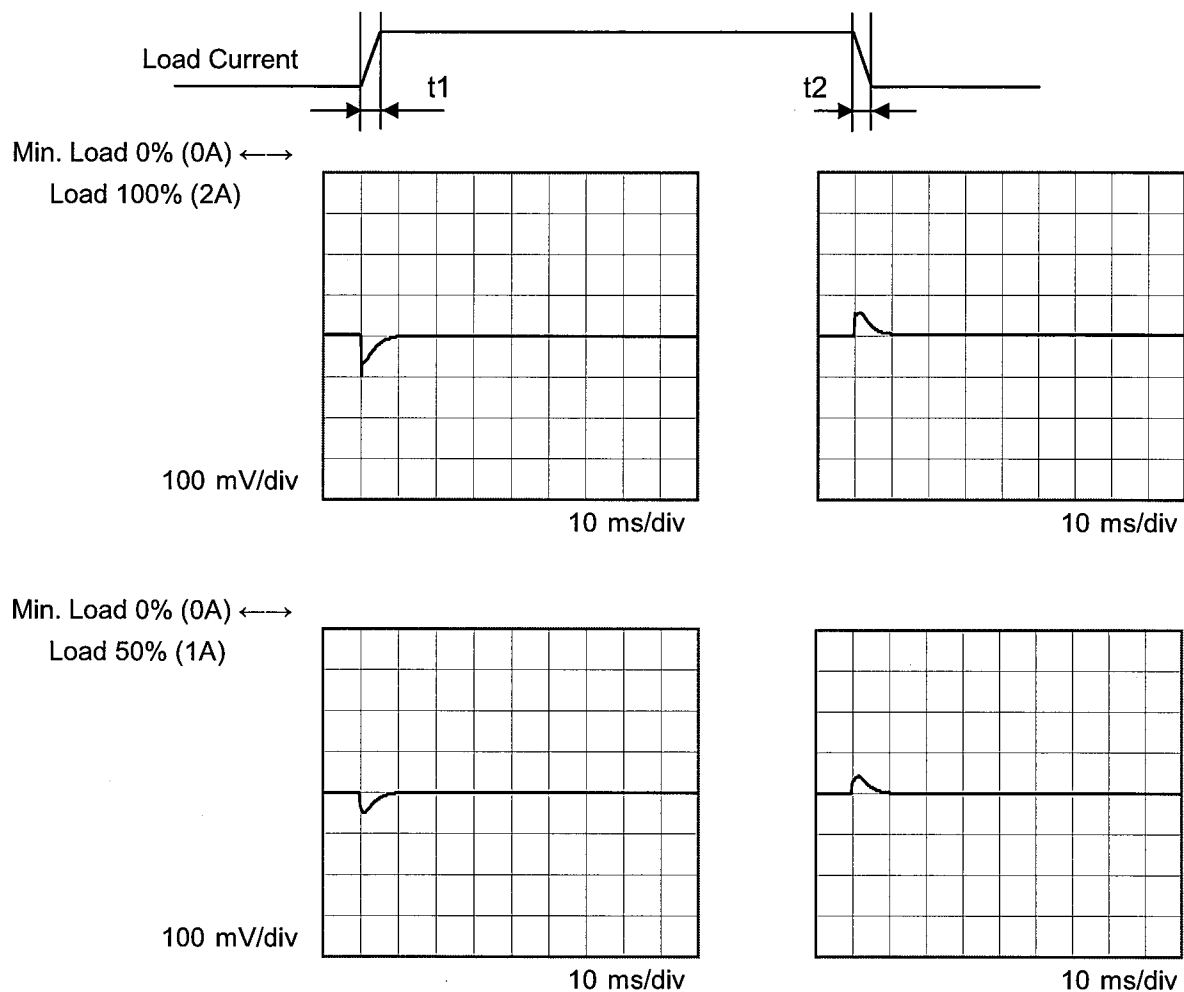 Load Current
t1
t2
Min. Load 0% (0A) ←→
Load 100% (2A)
100 mV/div
10 ms/div
10 ms/div
Min. Load 0% (0A) ←→
Load 50% (1A)
100 mV/div
10 ms/div
10 ms/div